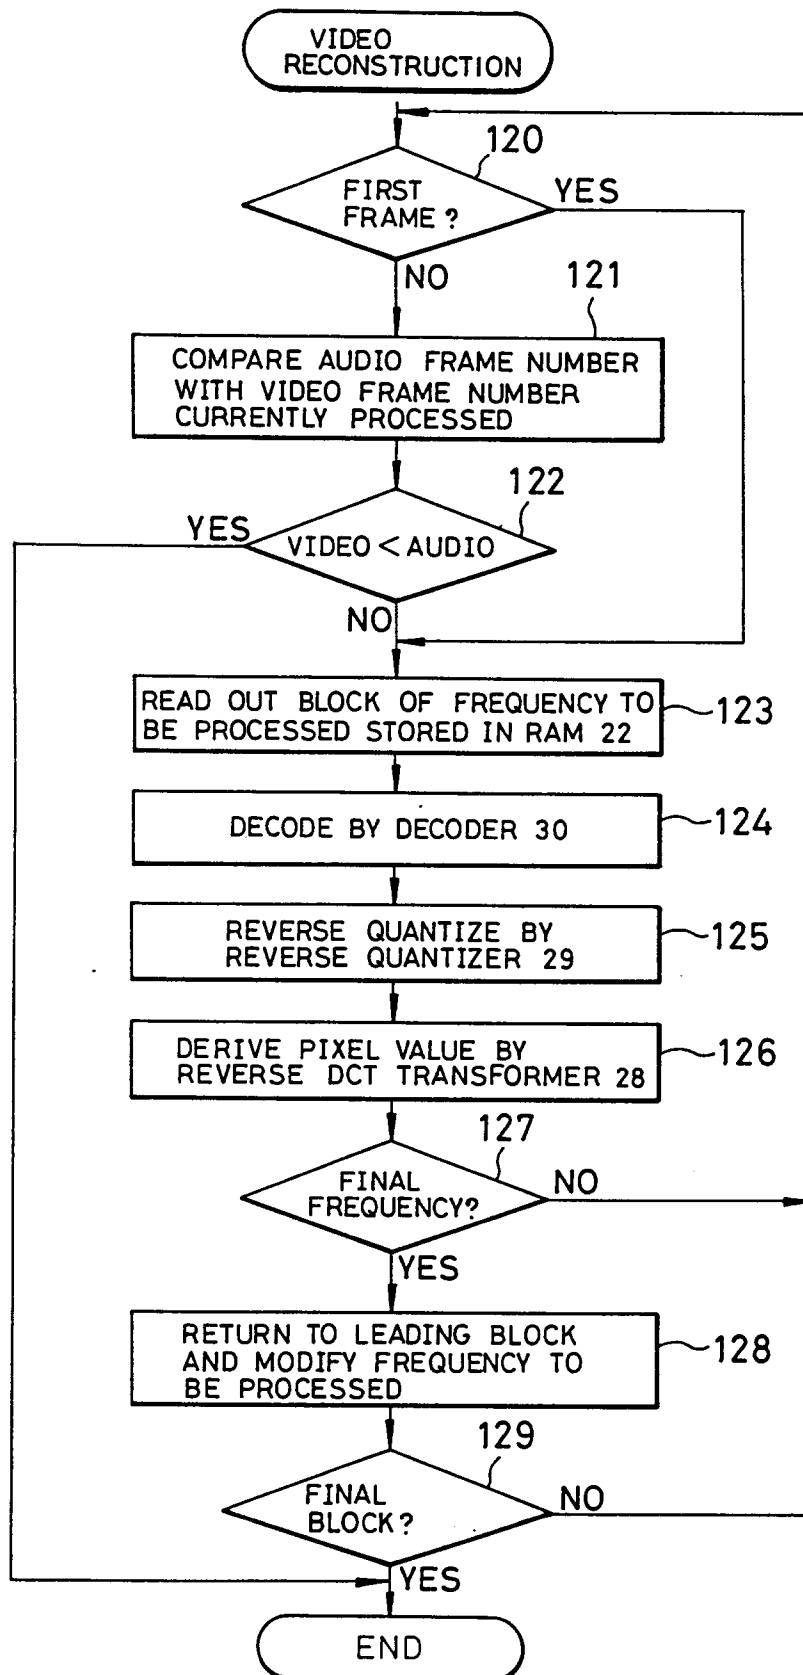 VIDEO
RECONSTRUCTION
120
FIRST
FRAME?
YES
NO
121
COMPARE AUDIO FRAME NUMBER
WITH VIDEO FRAME NUMBER
CURRENTLY PROCESSED
122
YES
VIDEO < AUDIO
NO
READ OUT BLOCK OF FREQUENCY TO
BE PROCESSED STORED IN RAM 22
123
DECODE BY DECODER 30
124
REVERSE QUANTIZE BY
REVERSE QUANTIZER 29
125
DERIVE PIXEL VALUE BY
REVERSE DCT TRANSFORMER 28
126
127
FINAL
FREQUENCY?
NO
YES
RETURN TO LEADING BLOCK
AND MODIFY FREQUENCY TO
BE PROCESSED
128
129
FINAL
BLOCK?
NO
YES
END